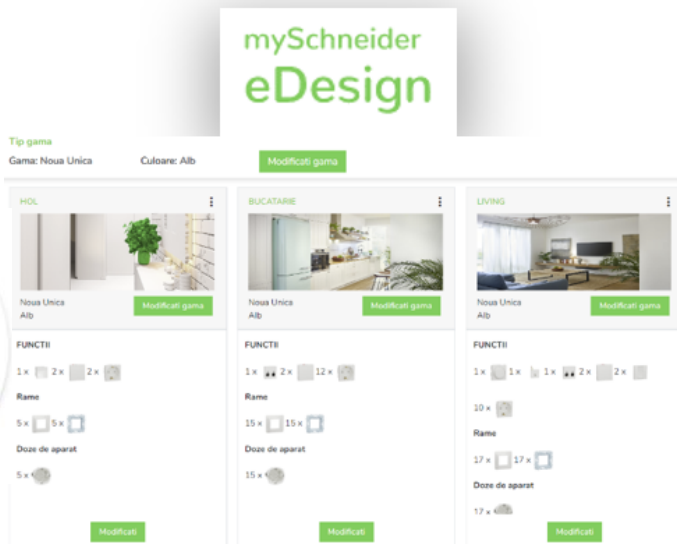 mySchneider
eDesign
Tip gama
Gama: Noua Unica Culoare: Alb Modificati gama
HOL
Noua Unica
Alb
Modificati gama
FUNCTII
1 x 2 x 2 x
Rame
5 x 5 x
Doze de aparat
5 x
Modificati
BUCATARIE
Noua Unica
Alb
Modificati gama
FUNCTII
1 x 2 x 12 x
Rame
15 x 15 x
Doze de aparat
15 x
Modificati
LIVING
Noua Unica
Alb
Modificati gama
FUNCTII
1 x 1 x 1 x 2 x 2 x
10 x
Rame
17 x 17 x
Doze de aparat
17 x
Modificati